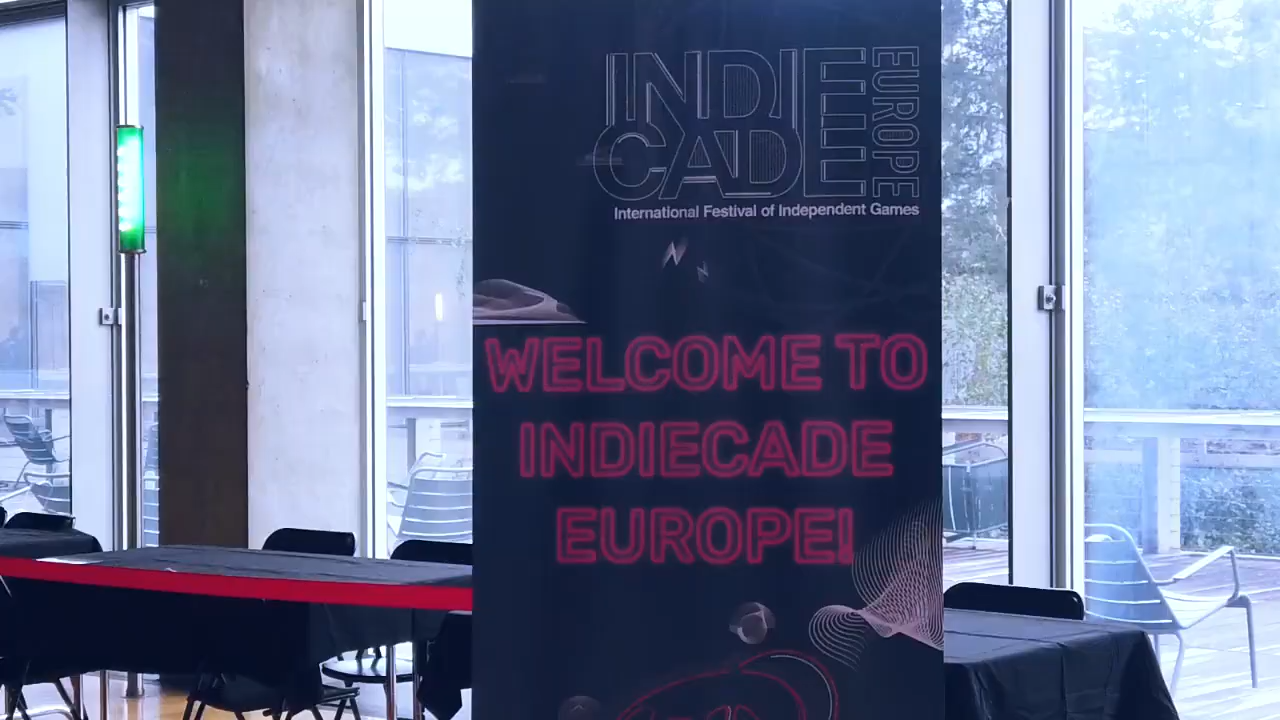 INDIE
CADE
EUROPE
International Festival of Independent Games
WELCOME TO
INDIECADE
EUROPE!